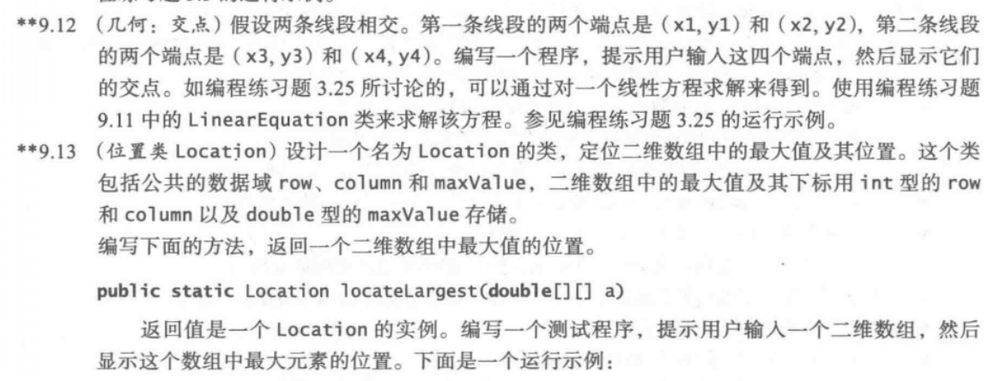 **9.12 (几何：交点) 假设两条线段相交。第一条线段的两个端点是 (x1, y1) 和 (x2, y2)，第二条线段
的两个端点是 (x3, y3) 和 (x4, y4)。编写一个程序，提示用户输入这四个端点，然后显示它们
的交点。如编程练习题 3.25 所讨论的，可以通过对一个线性方程求解来得到。使用编程练习题
9.11 中的 LinearEquation 类来求解该方程。参见编程练习题 3.25 的运行示例。
**9.13 (位置类 Location) 设计一个名为 Location 的类，定位二维数组中的最大值及其位置。这个类
包括公共的数据域 row、column 和 maxValue，二维数组中的最大值及其下标用 int 型的 row
和 column 以及 double 型的 maxValue 存储。
编写下面的方法，返回一个二维数组中最大值的位置。
public static Location locateLargest(double[][] a)
返回值是一个 Location 的实例。编写一个测试程序，提示用户输入一个二维数组，然后
显示这个数组中最大元素的位置。下面是一个运行示例：